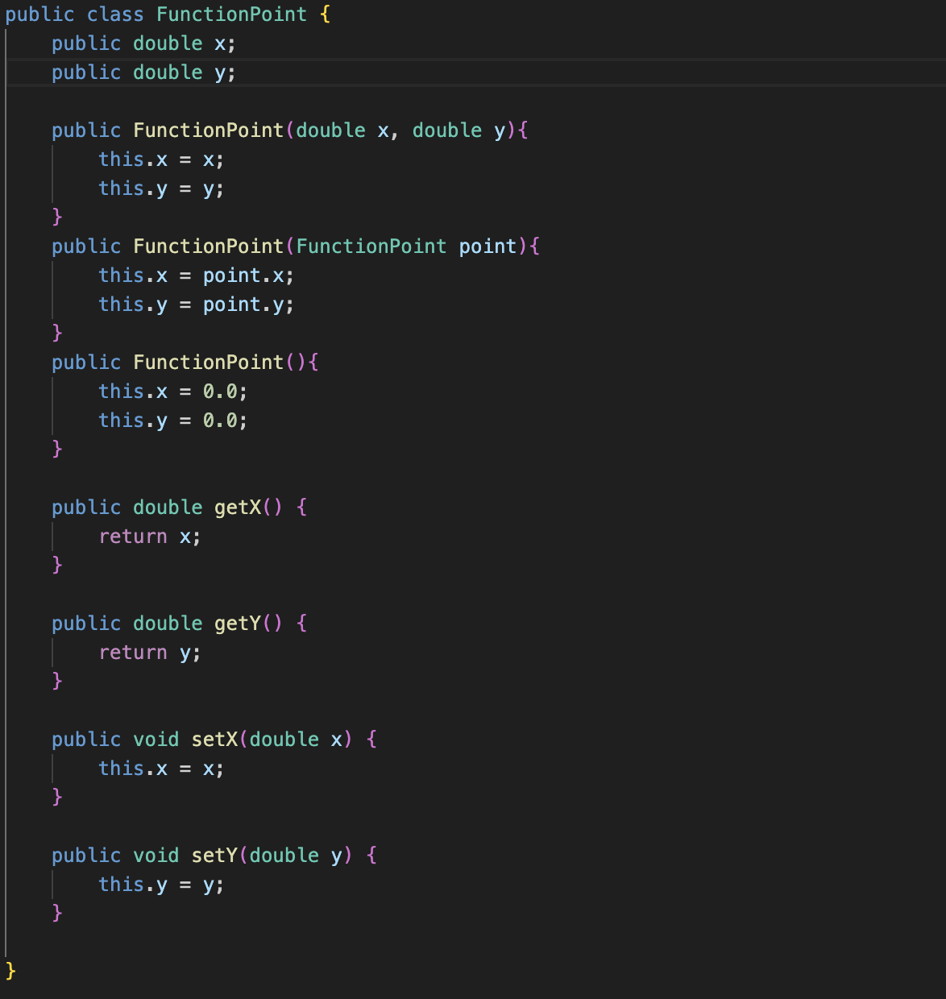 public class FunctionPoint {
    public double x;
    public double y;

    public FunctionPoint(double x, double y){
        this.x = x;
        this.y = y;
    }
    public FunctionPoint(FunctionPoint point){
        this.x = point.x;
        this.y = point.y;
    }
    public FunctionPoint(){
        this.x = 0.0;
        this.y = 0.0;
    }

    public double getX() {
        return x;
    }

    public double getY() {
        return y;
    }

    public void setX(double x) {
        this.x = x;
    }

    public void setY(double y) {
        this.y = y;
    }

}